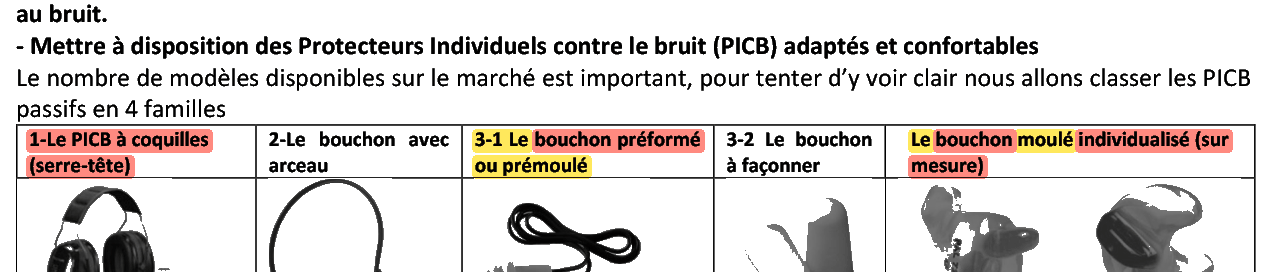 au bruit.
- Mettre à disposition des Protecteurs Individuels contre le bruit (PICB) adaptés et confortables
Le nombre de modèles disponibles sur le marché est important, pour tenter d'y voir clair nous allons classer les PICB
passifs en 4 familles
1-Le PICB à coquilles
(serre-tête)
2-Le bouchon avec
arceau
3-1 Le bouchon préformé
ou prémoulé
3-2 Le bouchon
à façonner
Le bouchon moulé individualisé (sur
mesure)